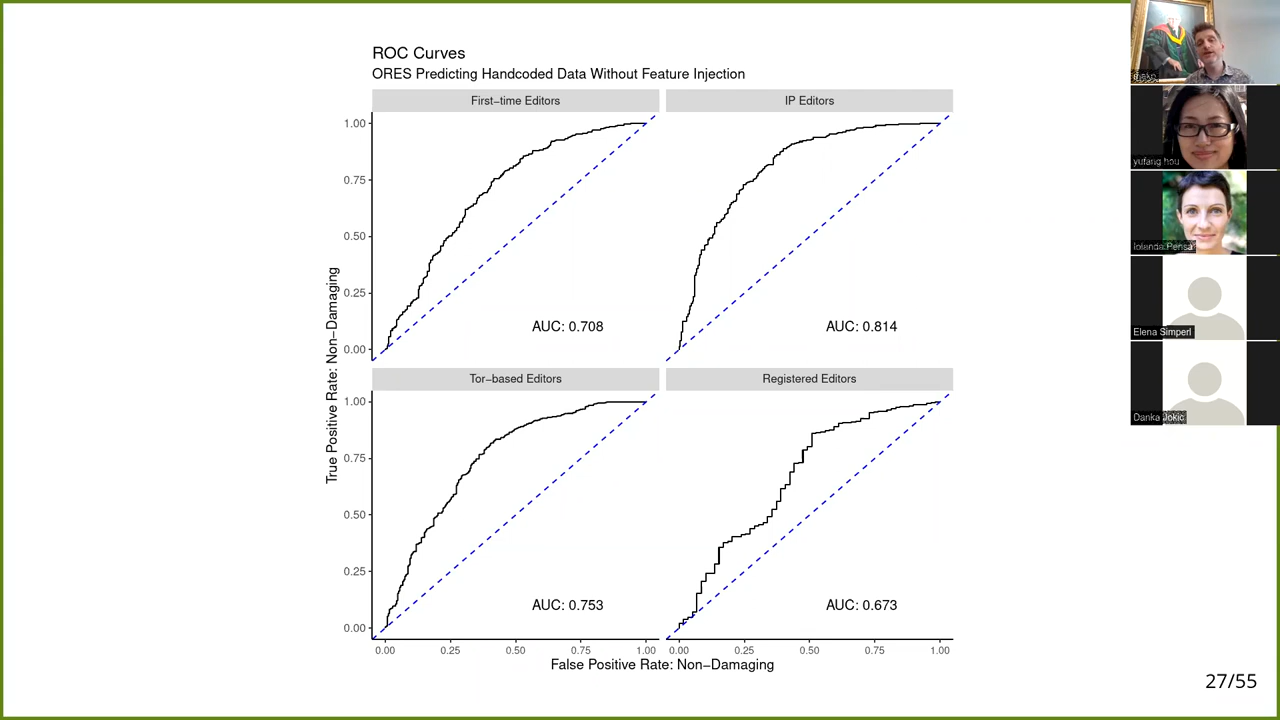 ROC Curves
ORES Predicting Handcoded Data Without Feature Injection
First−time Editors
IP Editors
1.00
0.75
0.50
0.25
0.00
AUC: 0.708
AUC: 0.814
Tor−based Editors
Registered Editors
1.00
0.75
0.50
0.25
0.00
AUC: 0.753
AUC: 0.673
0.00 0.25 0.50 0.75 1.00
0.00 0.25 0.50 0.75 1.00
False Positive Rate: Non−Damaging
True Positive Rate: Non−Damaging
mako
yufang hou
Iolanda Pensa
Elena Simperl
Danka Jokic
27/55